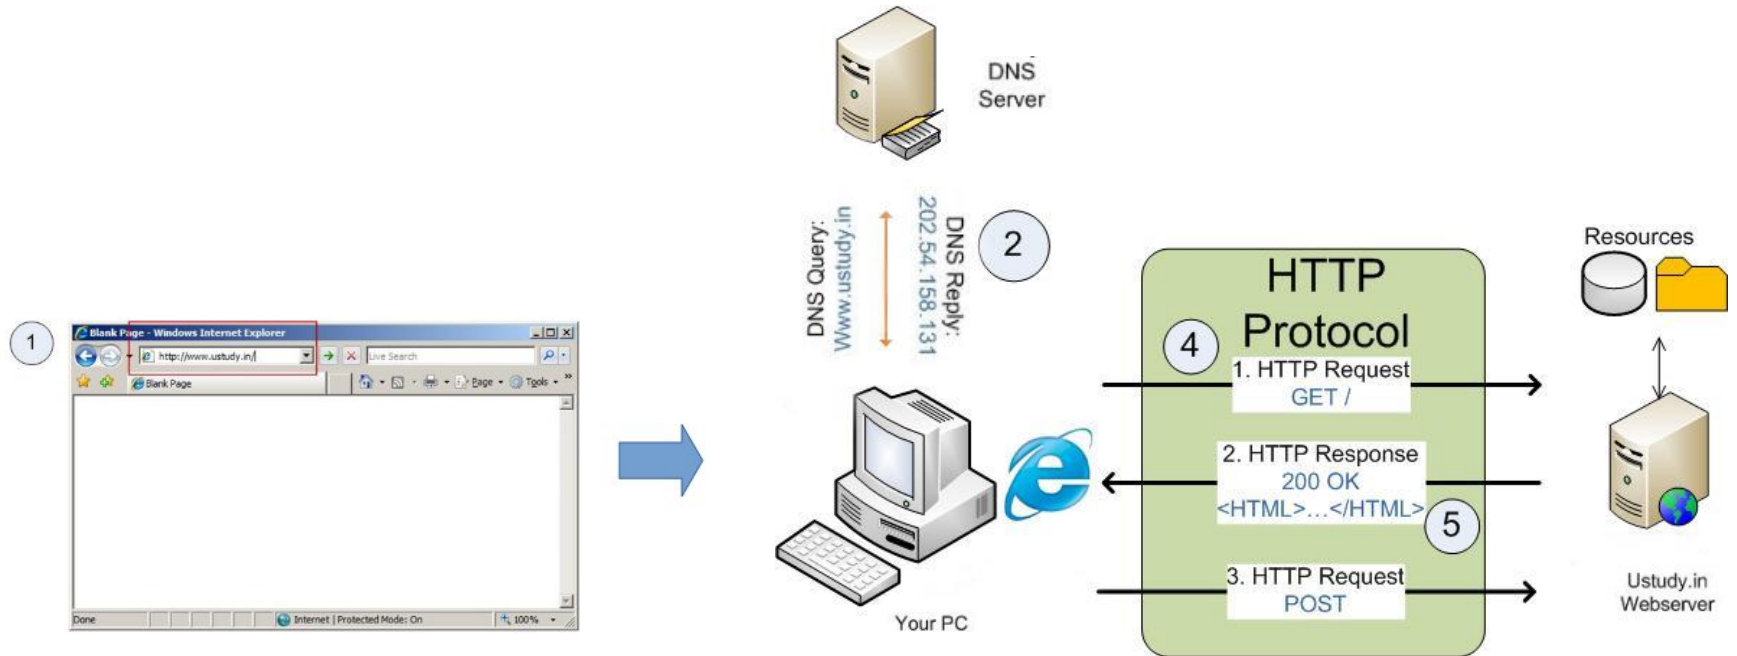 DNS
Server
DNS Query:
Www.ustudy.in
DNS Reply:
202.54.158.131
2
1
Blank Page - Windows Internet Explorer
http://www.ustudy.in/
Live Search
Blank Page
Page
Tools
Done
Internet | Protected Mode: On
100%
Your PC
HTTP
Protocol
4
1. HTTP Request
GET /
2. HTTP Response
200 OK
<HTML>...</HTML>
5
3. HTTP Request
POST
Resources
Ustudy.in
Webserver